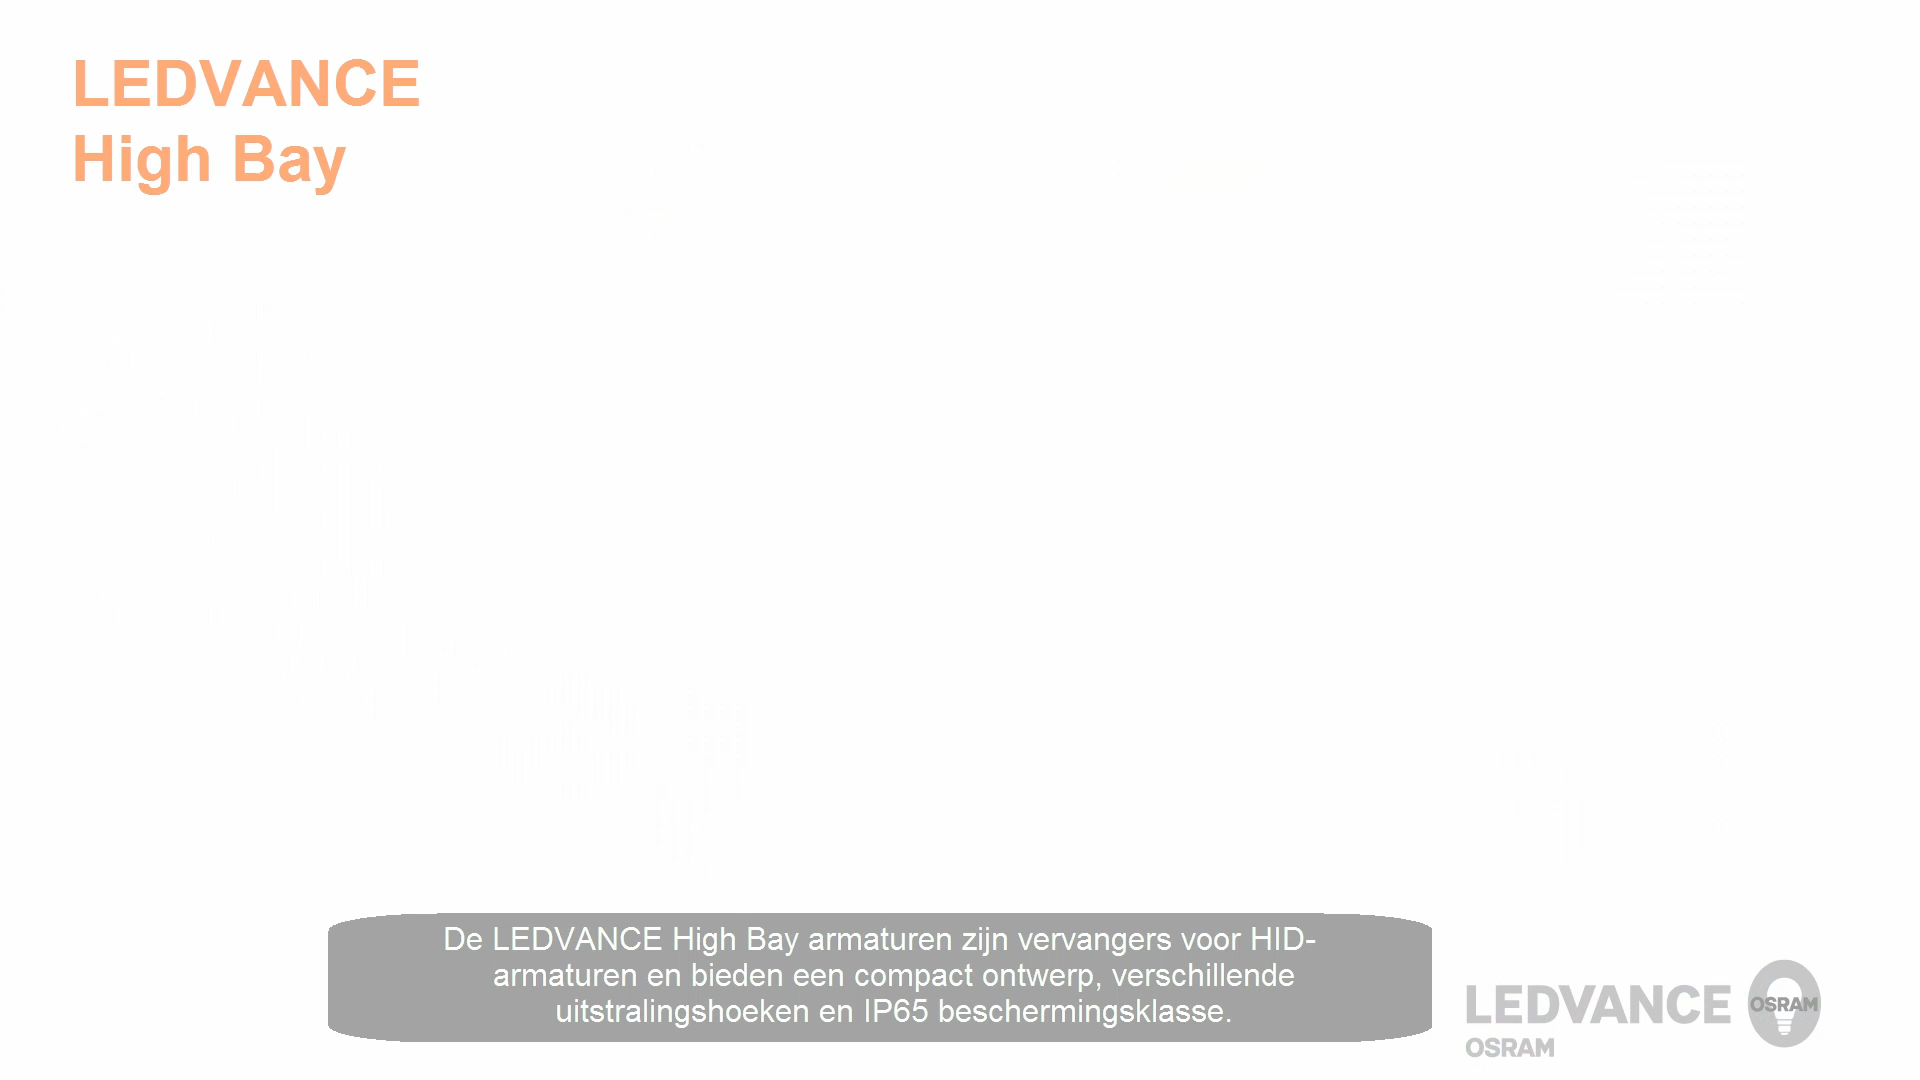 LEDVANCE
High Bay
De LEDVANCE High Bay armaturen zijn vervangers voor HID-
armaturen en bieden een compact ontwerp, verschillende
uitstralingshoeken en IP65 beschermingsklasse.
LEDVANCE OSRAM
OSRAM